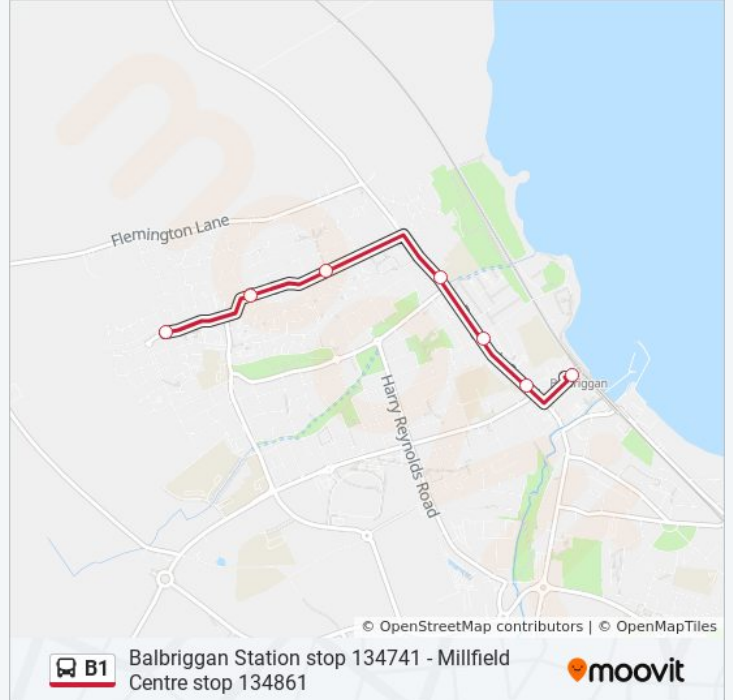 Flemington Lane
Harry Reynolds Road
Balbriggan
© OpenStreetMap contributors | © OpenMapTiles
B1
Balbriggan Station stop 134741 - Millfield
Centre stop 134861
moovit